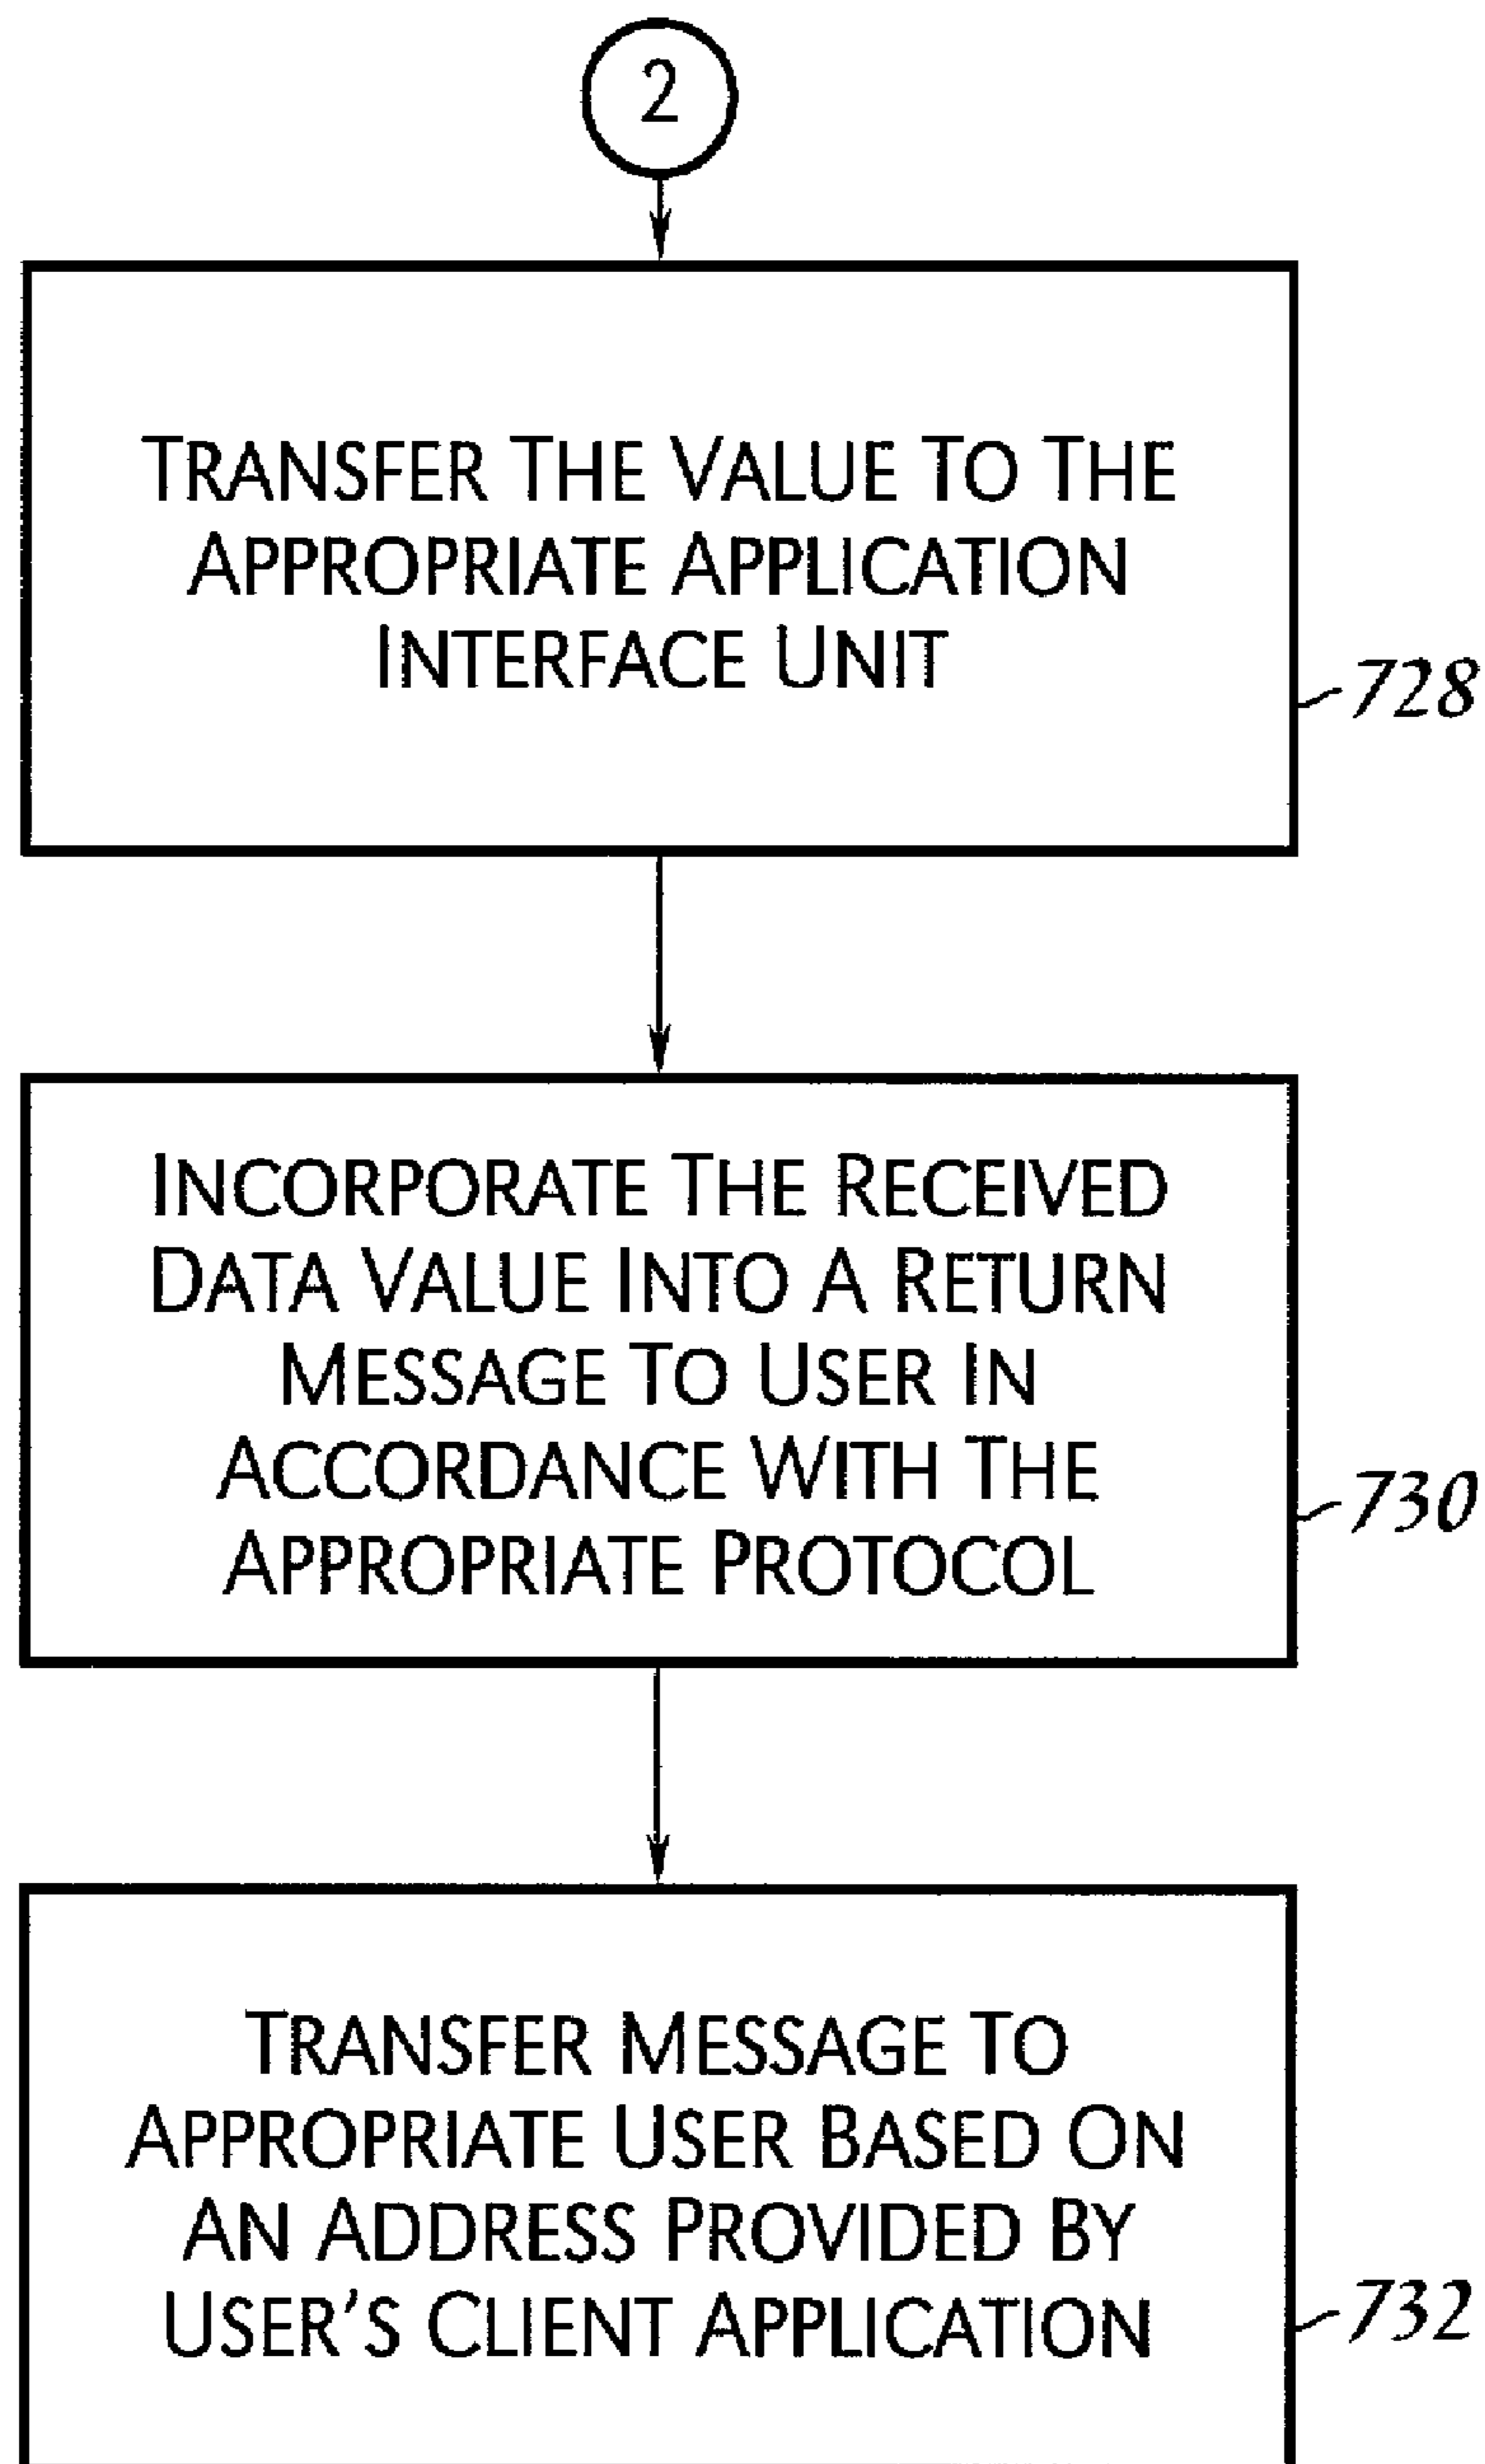 2
TRANSFER THE VALUE TO THE
APPROPRIATE APPLICATION
INTERFACE UNIT
728
INCORPORATE THE RECEIVED
DATA VALUE INTO A RETURN
MESSAGE TO USER IN
ACCORDANCE WITH THE
APPROPRIATE PROTOCOL
730
TRANSFER MESSAGE TO
APPROPRIATE USER BASED ON
AN ADDRESS PROVIDED BY
USER'S CLIENT APPLICATION
732